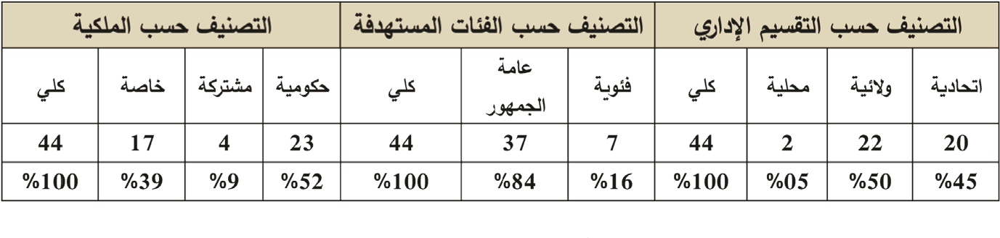 التصنيف حسب التقسيم الإداري التصنيف حسب الفئات المستهدفة التصنيف حسب الملكية
اتحادية ولائية محلية كلي فئوية عامة الجمهور كلي حكومية مشتركة خاصة كلي
20 22 2 44 7 37 44 23 4 17 44
%45 %50 %05 %100 %16 %84 %100 %52 %9 %39 %100